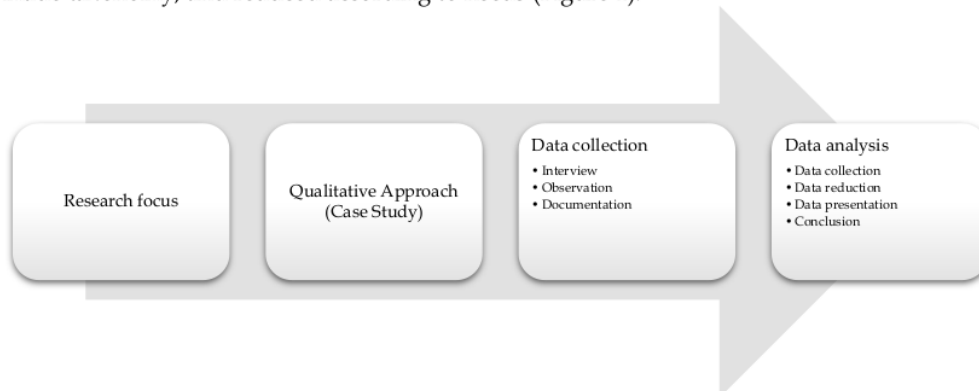 Research focus
Qualitative Approach
(Case Study)
Data collection
• Interview
• Observation
• Documentation
Data analysis
• Data collection
• Data reduction
• Data presentation
• Conclusion